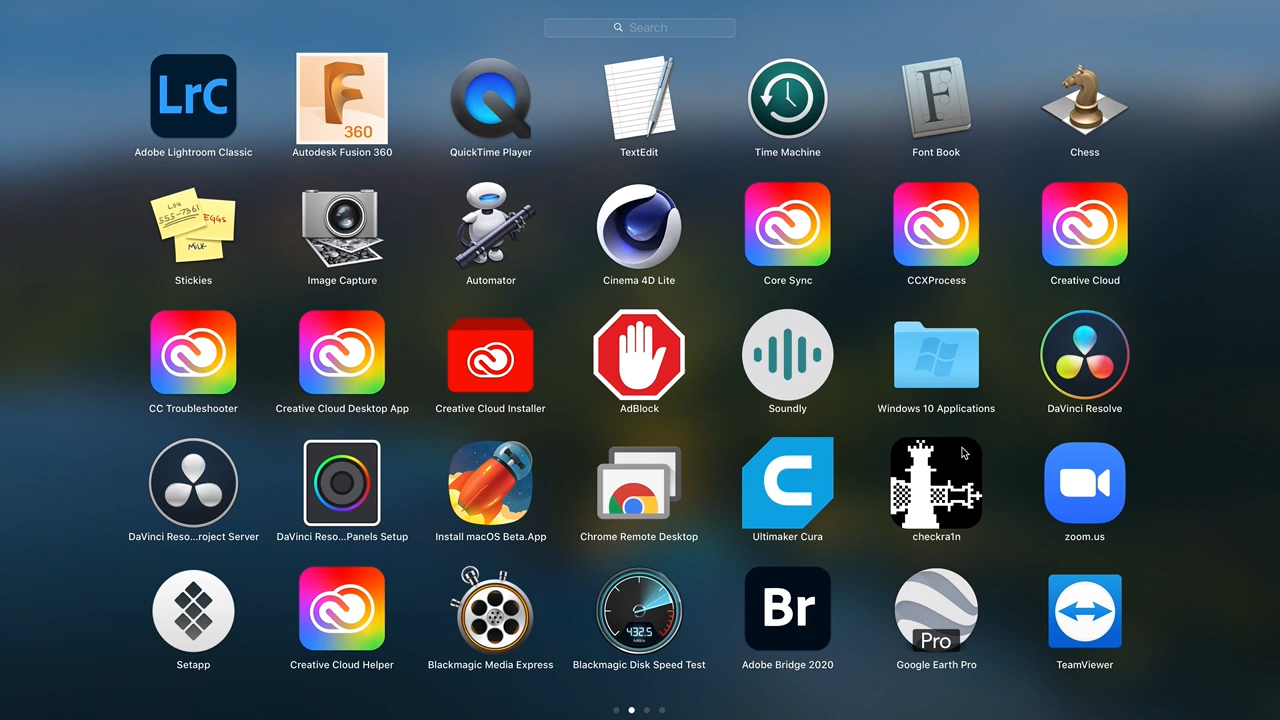 Search
LrC
360
Adobe Lightroom Classic
Autodesk Fusion 360
QuickTime Player
TextEdit
Time Machine
F
Font Book
Chess
Lou
555-7361
EGGS
MILK
Stickies
Image Capture
Automator
Cinema 4D Lite
Core Sync
CCXProcess
Creative Cloud
CC Troubleshooter
Creative Cloud Desktop App
Creative Cloud Installer
AdBlock
Soundly
Windows 10 Applications
DaVinci Resolve
DaVinci Reso...roject Server
DaVinci Reso...Panels Setup
Install macOS Beta.App
Chrome Remote Desktop
Ultimaker Cura
checkra1n
zoom.us
432.5
Br
Pro
Setapp
Creative Cloud Helper
Blackmagic Media Express
Blackmagic Disk Speed Test
Adobe Bridge 2020
Google Earth Pro
TeamViewer